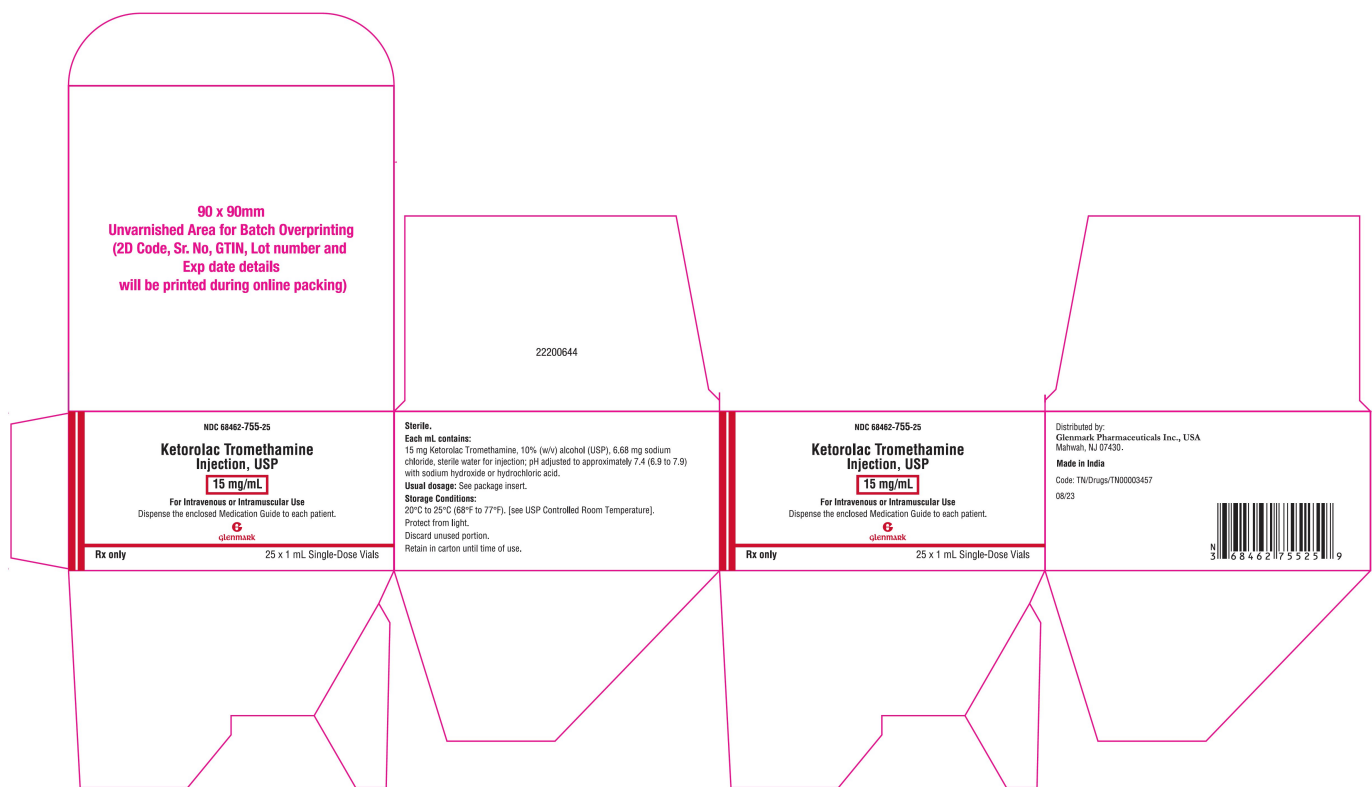 90 x 90mm
Unvarnished Area for Batch Overprinting
(2D Code, Sr. No, GTIN, Lot number and
Exp date details
will be printed during online packing)
22200644
NDC 68462-755-25
Ketorolac Tromethamine
Injection, USP
15 mg/mL
For Intravenous or Intramuscular Use
Dispense the enclosed Medication Guide to each patient.
G
glenmark
Rx only
25 x 1 mL Single-Dose Vials
Sterile.
Each mL contains:
15 mg Ketorolac Tromethamine, 10% (w/v) alcohol (USP), 6.68 mg sodium
chloride, sterile water for injection; pH adjusted to approximately 7.4 (6.9 to 7.9)
with sodium hydroxide or hydrochloric acid.
Usual dosage: See package insert.
Storage Conditions:
20°C to 25°C (68°F to 77°F). [see USP Controlled Room Temperature].
Protect from light.
Discard unused portion.
Retain in carton until time of use.
NDC 68462-755-25
Ketorolac Tromethamine
Injection, USP
15 mg/mL
For Intravenous or Intramuscular Use
Dispense the enclosed Medication Guide to each patient.
G
glenmark
Rx only
25 x 1 mL Single-Dose Vials
Distributed by:
Glenmark Pharmaceuticals Inc., USA
Mahwah, NJ 07430.
Made in India
Code: TN/Drugs/TN00003457
08/23
N
3 68462 75525 9